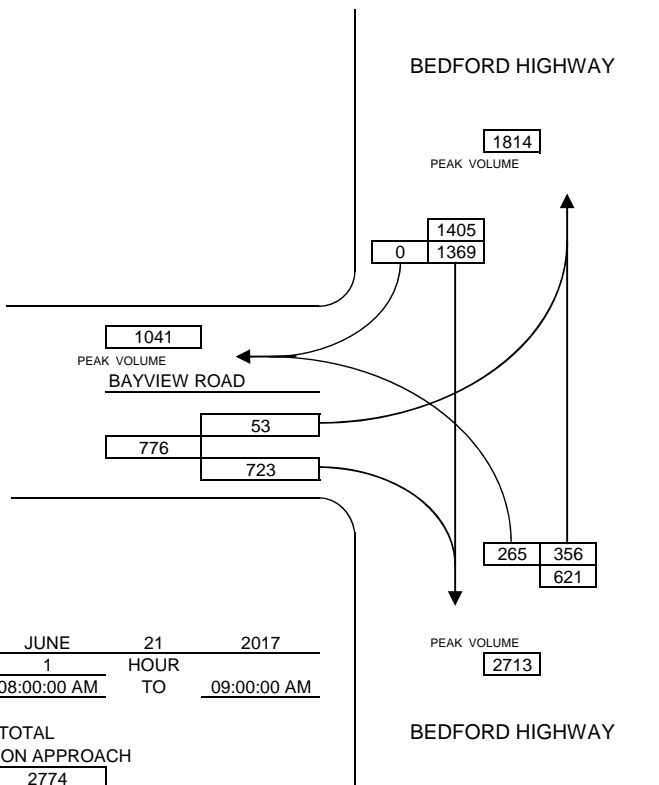 BEDFORD HIGHWAY
1814
PEAK VOLUME
1405
0 1369
1041
PEAK VOLUME
BAYVIEW ROAD
53
776
723
265 356
621
JUNE 21 2017
1 HOUR
08:00:00 AM TO 09:00:00 AM
PEAK VOLUME
2713
TOTAL
ON APPROACH
2774
BEDFORD HIGHWAY